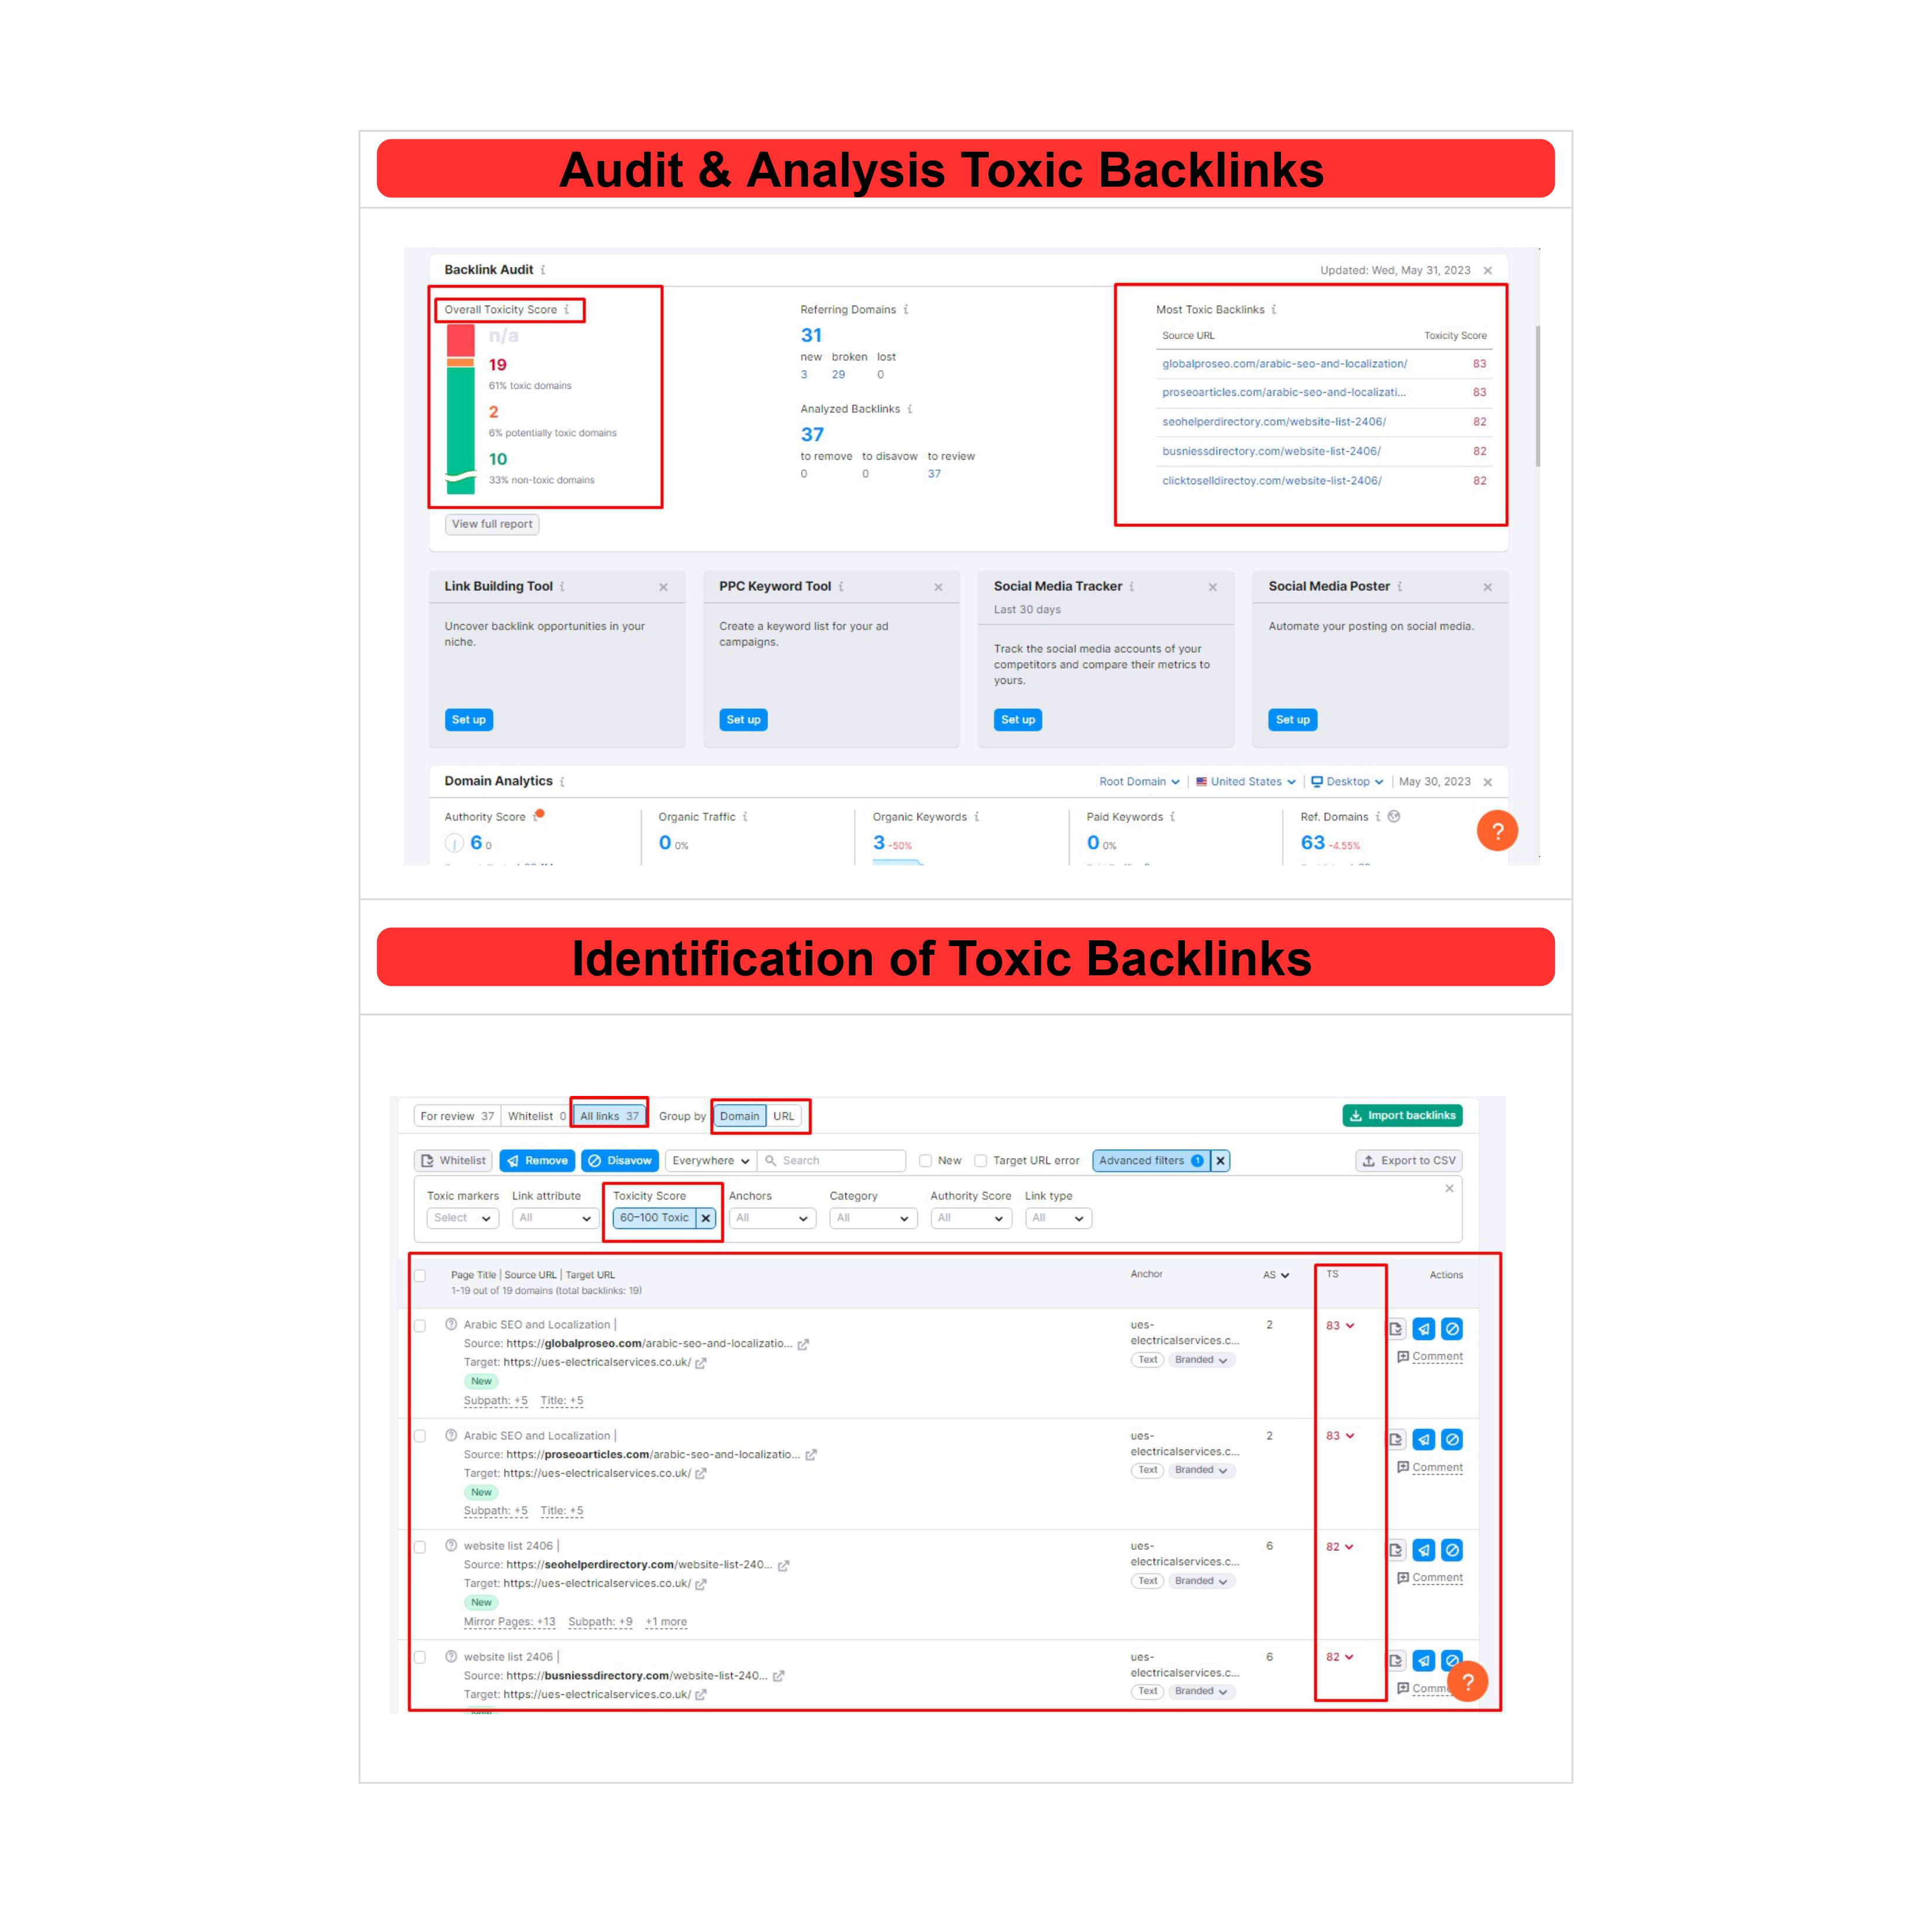 Audit & Analysis Toxic Backlinks
Backlink Audit i
Updated: Wed, May 31, 2023
Overall Toxicity Score i
n/a
19
61% toxic domains
2
6% potentially toxic domains
10
33% non-toxic domains
View full report
Referring Domains i
31
new broken lost
3 29 0
Analyzed Backlinks i
37
to remove to disavow to review
0 0 37
Most Toxic Backlinks i
Source URL Toxicity Score
globalproseo.com/arabic-seo-and-localization/ 83
proseoarticles.com/arabic-seo-and-localizati... 83
seohelperdirectory.com/website-list-2406/ 82
busniessdirectory.com/website-list-2406/ 82
clicktoselldirectoy.com/website-list-2406/ 82
Link Building Tool i
Uncover backlink opportunities in your
niche.
Set up
PPC Keyword Tool i
Create a keyword list for your ad
campaigns.
Set up
Social Media Tracker i
Last 30 days
Track the social media accounts of your
competitors and compare their metrics to
yours.
Set up
Social Media Poster i
Automate your posting on social media.
Set up
Domain Analytics i
Root Domain | United States | Desktop | May 30, 2023
Authority Score i
6 0
Organic Traffic i
0 0%
Organic Keywords i
3 -50%
Paid Keywords i
0 0%
Ref. Domains i
63 -4.55%
?
Identification of Toxic Backlinks
For review 37 Whitelist 0 All links 37 Group by Domain URL
Import backlinks
Whitelist Remove Disavow Everywhere Search New Target URL error Advanced filters 1 X Export to CSV
Toxic markers Link attribute Toxicity Score Anchors Category Authority Score Link type
Select All 60-100 Toxic X All All All All
Page Title | Source URL | Target URL Anchor AS TS Actions
1-19 out of 19 domains (total backlinks: 19)
Arabic SEO and Localization |
Source: https://globalproseo.com/arabic-seo-and-localizatio...
Target: https://ues-electricalservices.co.uk/
New
Subpath: +5 Title: +5
ues-
electricalservices.c...
Text Branded
2
83
Comment
Arabic SEO and Localization |
Source: https://proseoarticles.com/arabic-seo-and-localizatio...
Target: https://ues-electricalservices.co.uk/
New
Subpath: +5 Title: +5
ues-
electricalservices.c...
Text Branded
2
83
Comment
website list 2406 |
Source: https://seohelperdirectory.com/website-list-240...
Target: https://ues-electricalservices.co.uk/
New
Mirror Pages: +13 Subpath: +9 +1 more
ues-
electricalservices.c...
Text Branded
6
82
Comment
website list 2406 |
Source: https://busniessdirectory.com/website-list-240...
Target: https://ues-electricalservices.co.uk/
ues-
electricalservices.c...
Text Branded
6
82
?